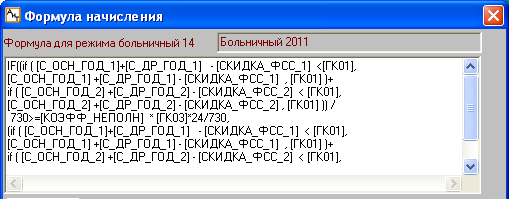 Формула начисления
Формула для режима больничный 14
Больничный 2011
IF((if ( [С_ОСН_ГОД_1]+[С_ДР_ГОД_1] - [СКИДКА_ФСС_1] < [ГК01],
[С_ОСН_ГОД_1] +[С_ДР_ГОД_1] - [СКИДКА_ФСС_1] , [ГК01] )+
if ( [С_ОСН_ГОД_2] +[С_ДР_ГОД_2] - [СКИДКА_ФСС_2] < [ГК01],
[С_ОСН_ГОД_2] +[С_ДР_ГОД_2] - [СКИДКА_ФСС_2] , [ГК01] )) /
730>=[КОЭФФ_НЕПОЛН] * [ГК03]*24/730,
(if ( [С_ОСН_ГОД_1]+[С_ДР_ГОД_1] - [СКИДКА_ФСС_1] < [ГК01],
[С_ОСН_ГОД_1] +[С_ДР_ГОД_1] - [СКИДКА_ФСС_1] , [ГК01] )+
if ( [С_ОСН_ГОД_2] +[С_ДР_ГОД_2] - [СКИДКА_ФСС_2] < [ГК01],